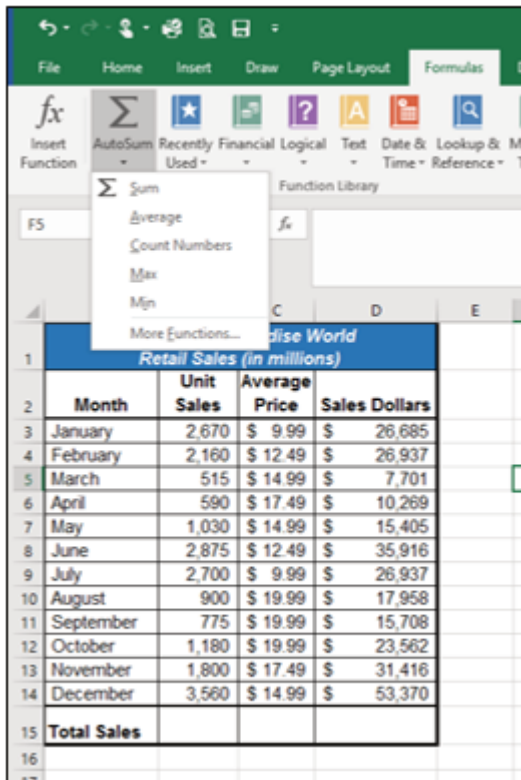 File Home Insert Draw Page Layout Formulas
fx
Insert Function
AutoSum
Recently Used
Financial
Logical
Text
Date & Time
Lookup & Reference
Function Library
Sum
Average
Count Numbers
Max
Min
More Functions...
F5 fx
C D E
1 dise World
Retail Sales (in millions)
2 Month Unit Sales Average Price Sales Dollars
3 January 2,670 $ 9.99 $ 26,685
4 February 2,160 $ 12.49 $ 26,937
5 March 515 $ 14.99 $ 7,701
6 April 590 $ 17.49 $ 10,269
7 May 1,030 $ 14.99 $ 15,405
8 June 2,875 $ 12.49 $ 35,916
9 July 2,700 $ 9.99 $ 26,937
10 August 900 $ 19.99 $ 17,958
11 September 775 $ 19.99 $ 15,708
12 October 1,180 $ 19.99 $ 23,562
13 November 1,800 $ 17.49 $ 31,416
14 December 3,560 $ 14.99 $ 53,370
15 Total Sales
16